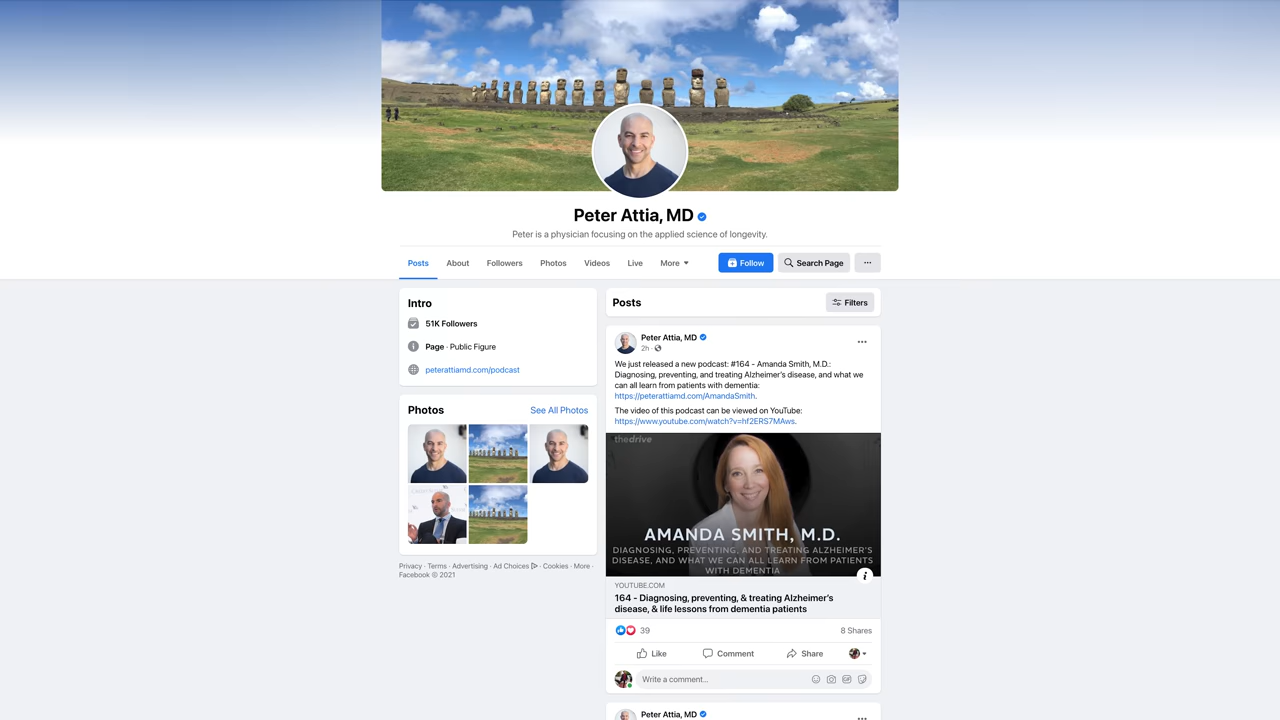 Peter Attia, MD
Peter is a physician focusing on the applied science of longevity.
Posts
About
Followers
Photos
Videos
Live
More
Follow
Search Page
Intro
51K Followers
Page · Public Figure
peterattiamd.com/podcast
Photos
See All Photos
Privacy · Terms · Advertising · Ad Choices · Cookies · More ·
Facebook © 2021
Posts
Filters
Peter Attia, MD
2h ·
We just released a new podcast: #164 - Amanda Smith, M.D.:
Diagnosing, preventing, and treating Alzheimer's disease, and what we
can all learn from patients with dementia:
https://peterattiamd.com/AmandaSmith.
The video of this podcast can be viewed on YouTube:
https://www.youtube.com/watch?v=hf2ERS7MAws.
thedrive
AMANDA SMITH, M.D.
DIAGNOSING, PREVENTING, AND TREATING ALZHEIMER'S
DISEASE, AND WHAT WE CAN ALL LEARN FROM PATIENTS
WITH DEMENTIA
YOUTUBE.COM
164 - Diagnosing, preventing, & treating Alzheimer's
disease, & life lessons from dementia patients
39
8 Shares
Like
Comment
Share
Write a comment...
GIF
Peter Attia, MD